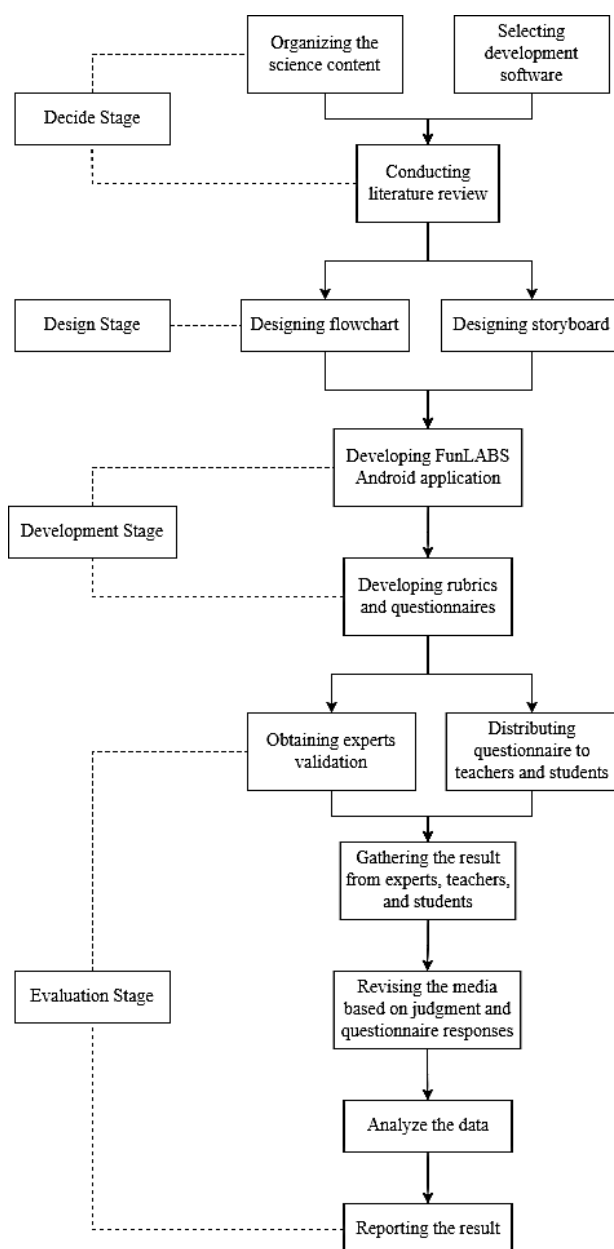 Organizing the
science content
Selecting
development
software
Decide Stage
Conducting
literature review
Design Stage
Designing flowchart
Designing storyboard
Developing FunLABS
Android application
Development Stage
Developing rubrics
and questionnaires
Obtaining experts
validation
Distributing
questionnaire to
teachers and students
Gathering the result
from experts, teachers,
and students
Evaluation Stage
Revising the media
based on judgment and
questionnaire responses
Analyze the data
Reporting the result